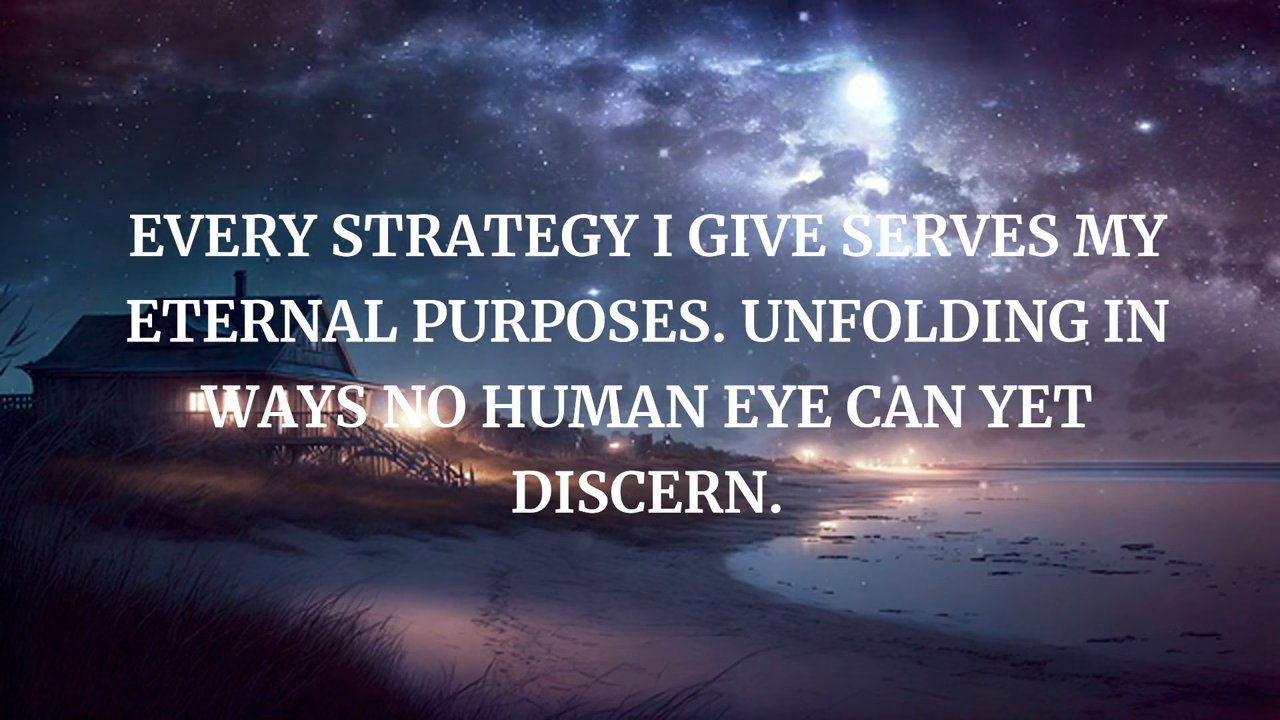 EVERY STRATEGY I GIVE SERVES MY
ETERNAL PURPOSES. UNFOLDING IN
WAYS NO HUMAN EYE CAN YET
DISCERN.